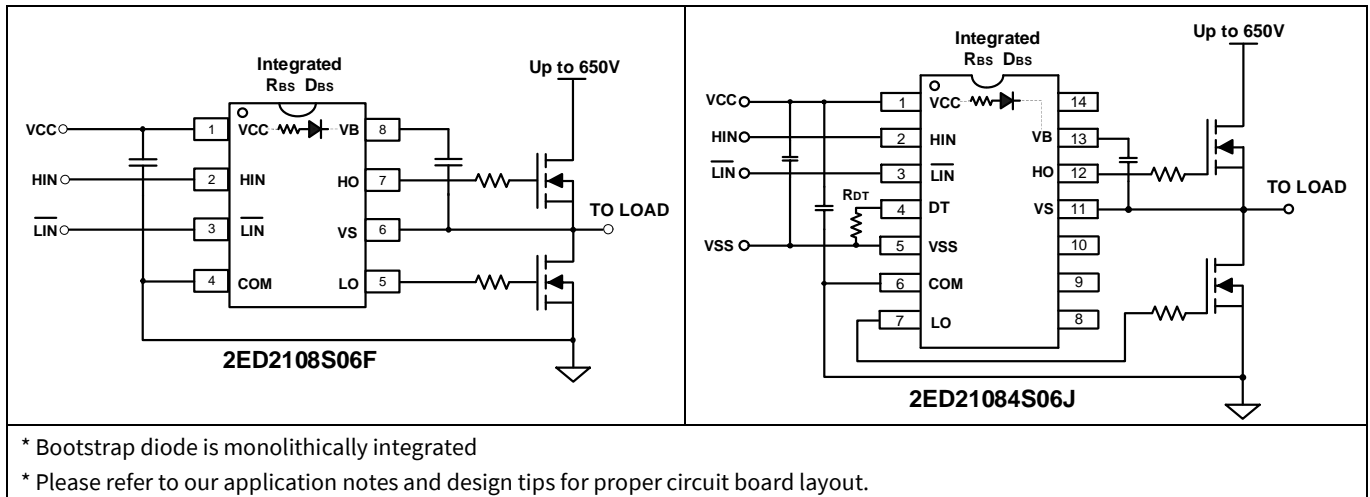 Integrated
RBS DBS
Up to 650V
VCC
1
VCC
VB
8
HIN
2
HIN
HO
7
TO LOAD
LIN
3
LIN
VS
6
4
COM
LO
5
2ED2108S06F
Integrated
RBS DBS
Up to 650V
VCC
1
VCC
14
HIN
2
HIN
VB
13
LIN
3
LIN
HO
12
TO LOAD
RDT
4
DT
VS
11
VSS
5
VSS
10
6
COM
9
7
LO
8
2ED21084S06J
* Bootstrap diode is monolithically integrated
* Please refer to our application notes and design tips for proper circuit board layout.